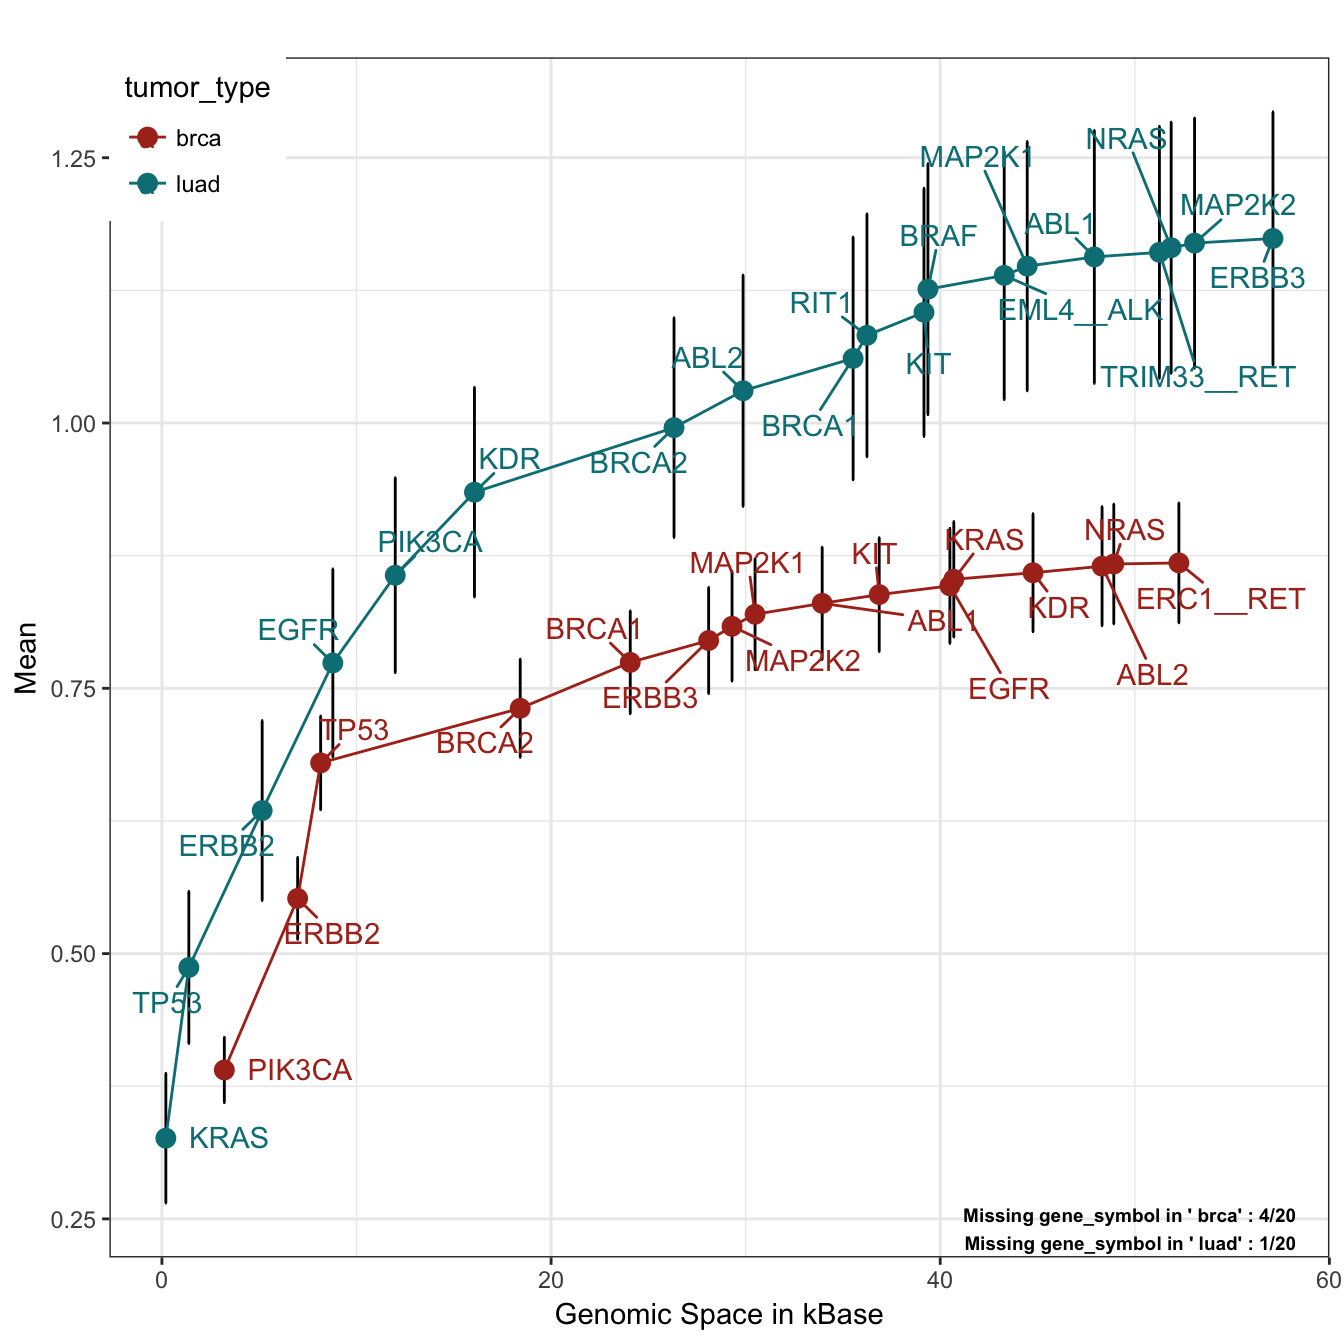 tumor_type
brca
luad
Mean
1.25
1.00
0.75
0.50
0.25
NRAS
MAP2K1
MAP2K2
ABL1
BRAF
ERBB3
RIT1
EML4__ALK
ABL2
KIT
TRIM33__RET
BRCA1
KDR
BRCA2
PIK3CA
EGFR
ERBB2
TP53
KRAS
NRAS
KRAS
KIT
MAP2K1
ERC1__RET
KDR
ABL1
BRCA1
MAP2K2
ABL2
EGFR
ERBB3
TP53
BRCA2
ERBB2
PIK3CA
Missing gene_symbol in ' brca' : 4/20
Missing gene_symbol in ' luad' : 1/20
0
20
40
60
Genomic Space in kBase